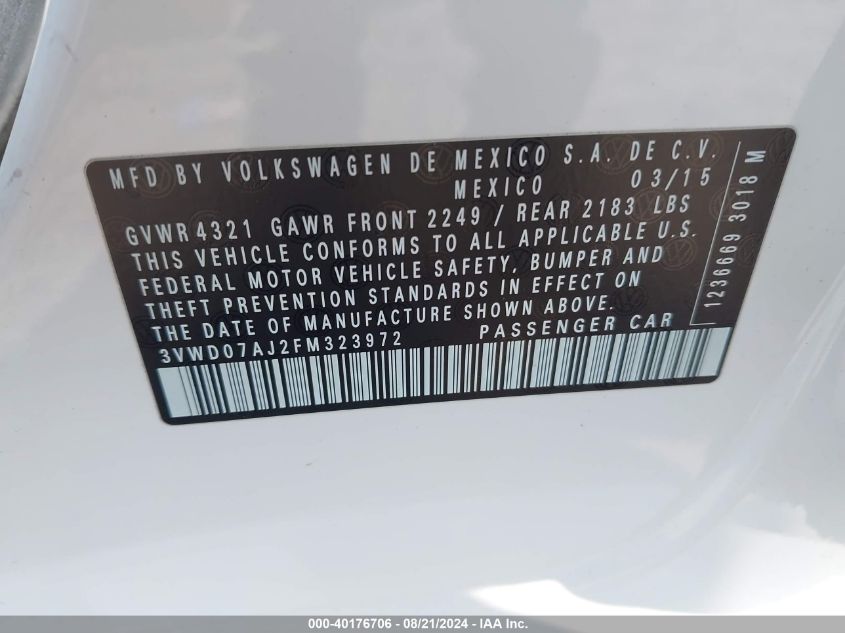 MFD BY VOLKSWAGEN DE MEXICO S.A. DE C.V.
MEXICO 03/15
GVWR 4321 GAWR FRONT 2249 / REAR 2183 LBS
THIS VEHICLE CONFORMS TO ALL APPLICABLE U.S.
FEDERAL MOTOR VEHICLE SAFETY, BUMPER AND
THEFT PREVENTION STANDARDS IN EFFECT ON
THE DATE OF MANUFACTURE SHOWN ABOVE.
3VWD07AJ2FM323972 PASSENGER CAR
1236669 3018 M
000-40176706 - 08/21/2024 - IAA Inc.